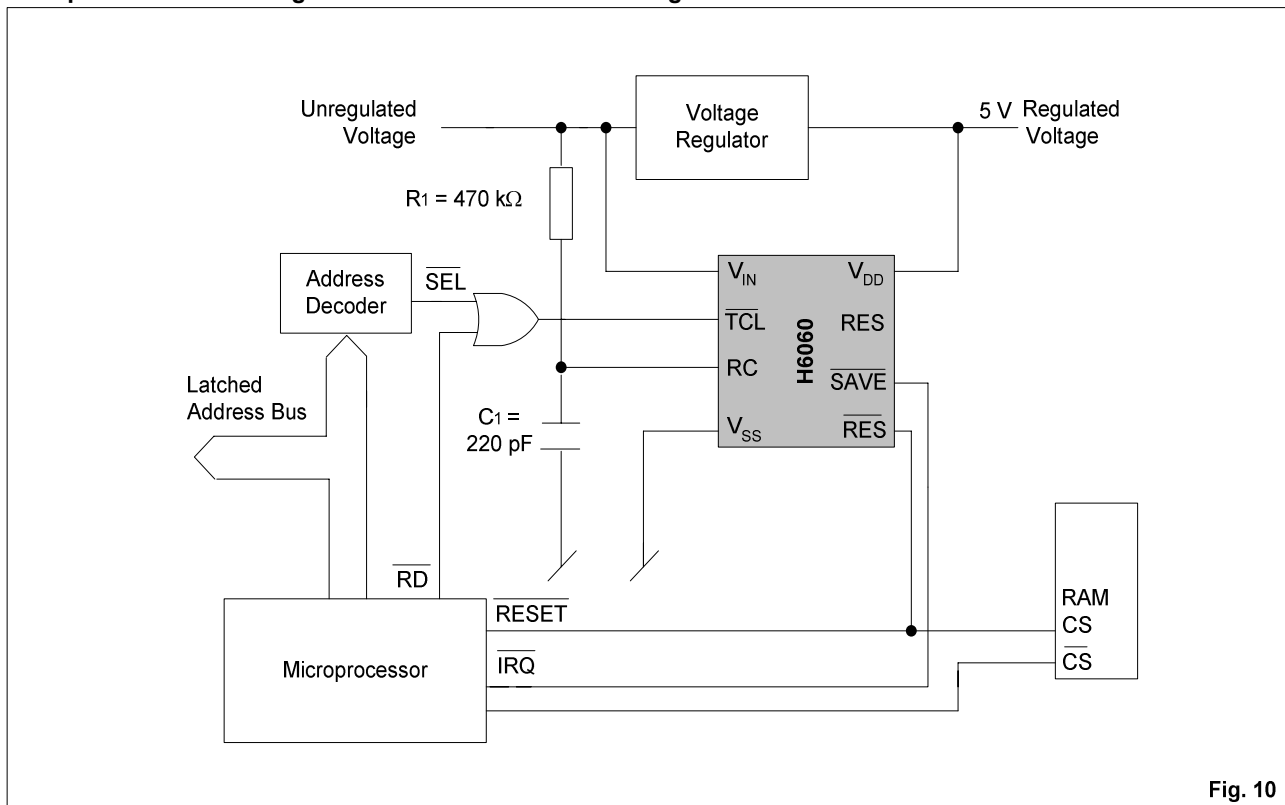 Unregulated
Voltage
Voltage
Regulator
5 V Regulated
Voltage
R1 = 470 kΩ
Address
Decoder
SEL
VIN
VDD
TCL
RES
RC
SAVE
VSS
RES
H6060
Latched
Address Bus
C1 =
220 pF
RD
RESET
IRQ
Microprocessor
RAM
CS
CS
Fig. 10